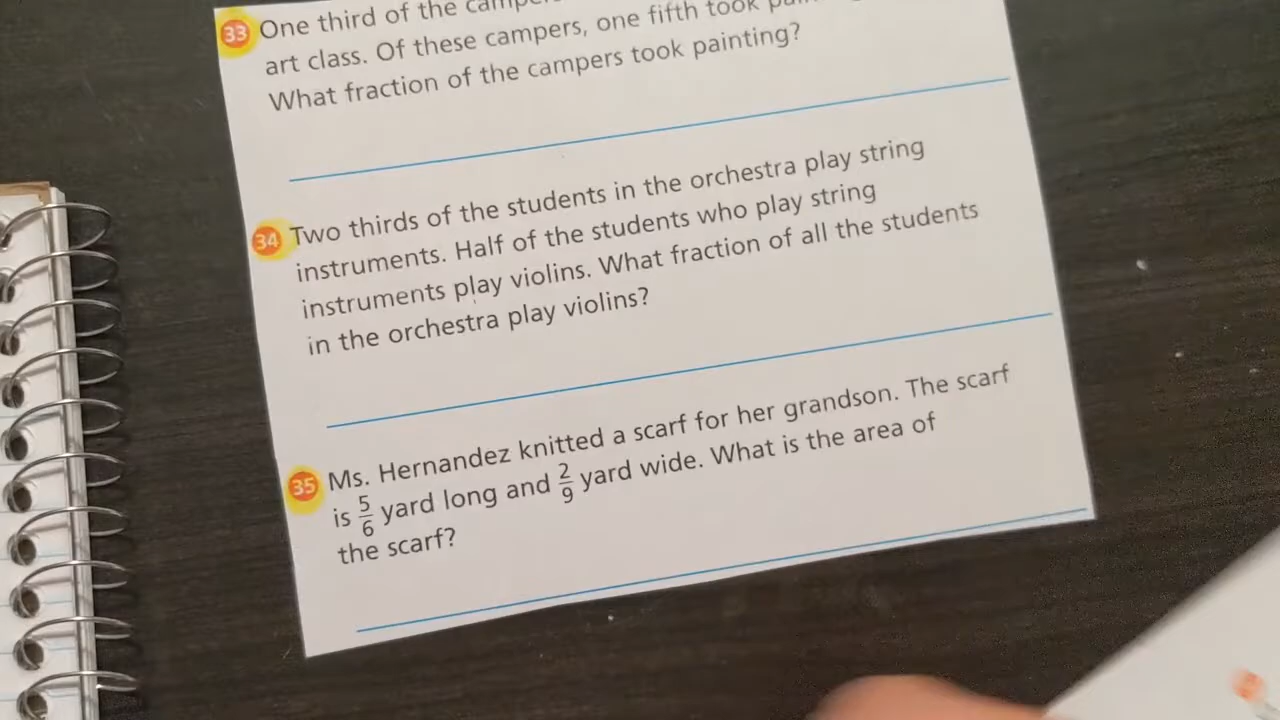 33 One third of the
art class. Of these campers, one fifth took
What fraction of the campers took painting?
34 Two thirds of the students in the orchestra play string
instruments. Half of the students who play string
instruments play violins. What fraction of all the students
in the orchestra play violins?
35 Ms. Hernandez knitted a scarf for her grandson. The scarf
is 5/6 yard long and 2/9 yard wide. What is the area of
the scarf?